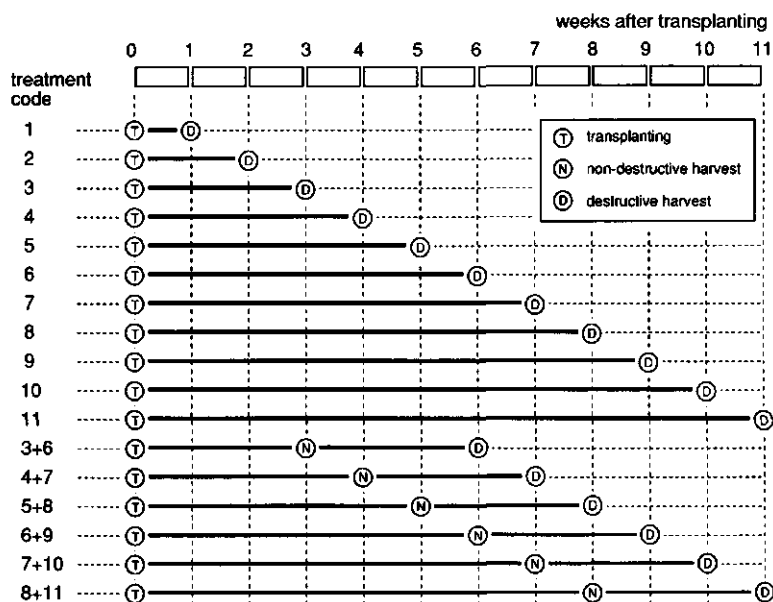 weeks after transplanting
0 1 2 3 4 5 6 7 8 9 10 11
treatment
code
1 T D
2 T D
T transplanting
N non-destructive harvest
D destructive harvest
3 T D
4 T D
5 T D
6 T D
7 T D
8 T D
9 T D
10 T D
11 T D
3+6 T N D
4+7 T N D
5+8 T N D
6+9 T N D
7+10 T N D
8+11 T N D